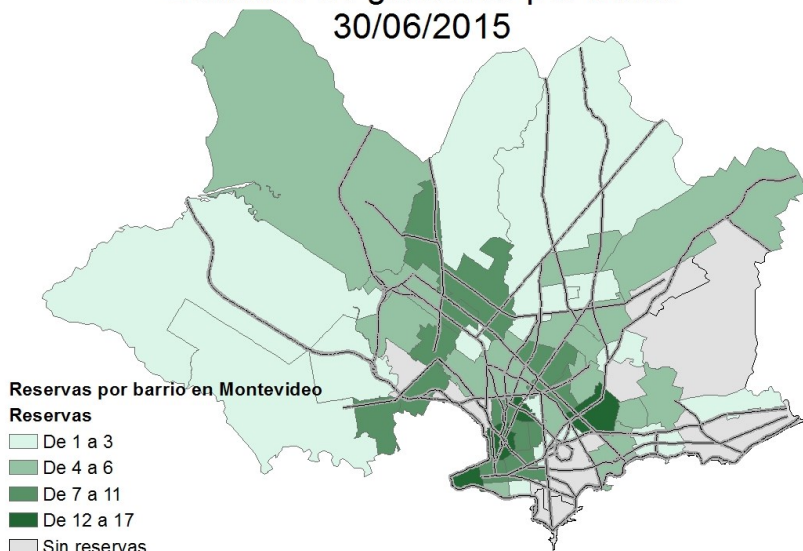 30/06/2015
Reservas por barrio en Montevideo
Reservas
De 1 a 3
De 4 a 6
De 7 a 11
De 12 a 17
Sin reservas